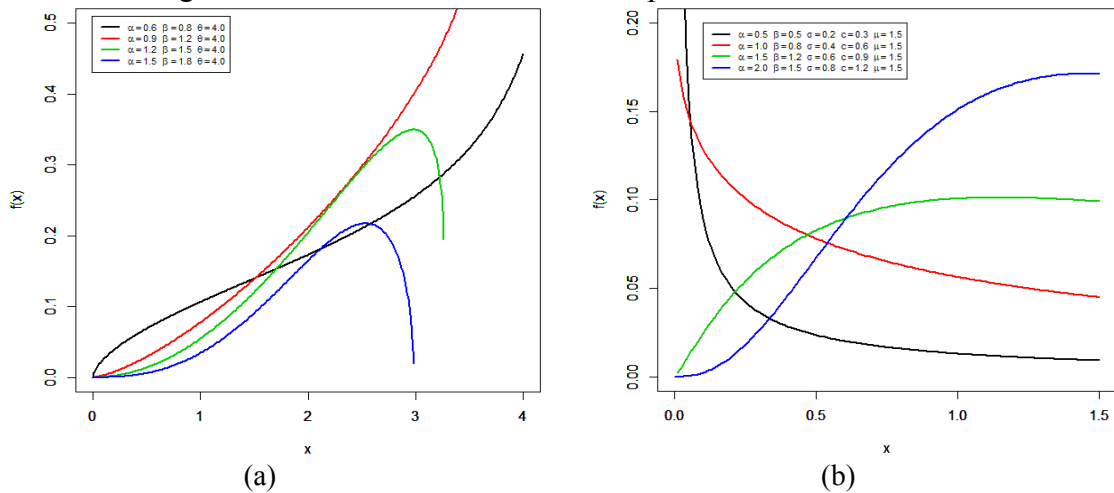 α=0.6 β=0.8 θ=4.0
α=0.9 β=1.2 θ=4.0
α=1.2 β=1.5 θ=4.0
α=1.5 β=1.8 θ=4.0
0.5
0.4
0.3
0.2
0.1
0.0
f(x)
0 1 2 3 4
x
(a)
α=0.5 β=0.5 σ=0.2 c=0.3 μ=1.5
α=1.0 β=0.8 σ=0.4 c=0.6 μ=1.5
α=1.5 β=1.2 σ=0.6 c=0.9 μ=1.5
α=2.0 β=1.5 σ=0.8 c=1.2 μ=1.5
0.20
0.15
0.10
0.05
0.00
f(x)
0.0 0.5 1.0 1.5
x
(b)